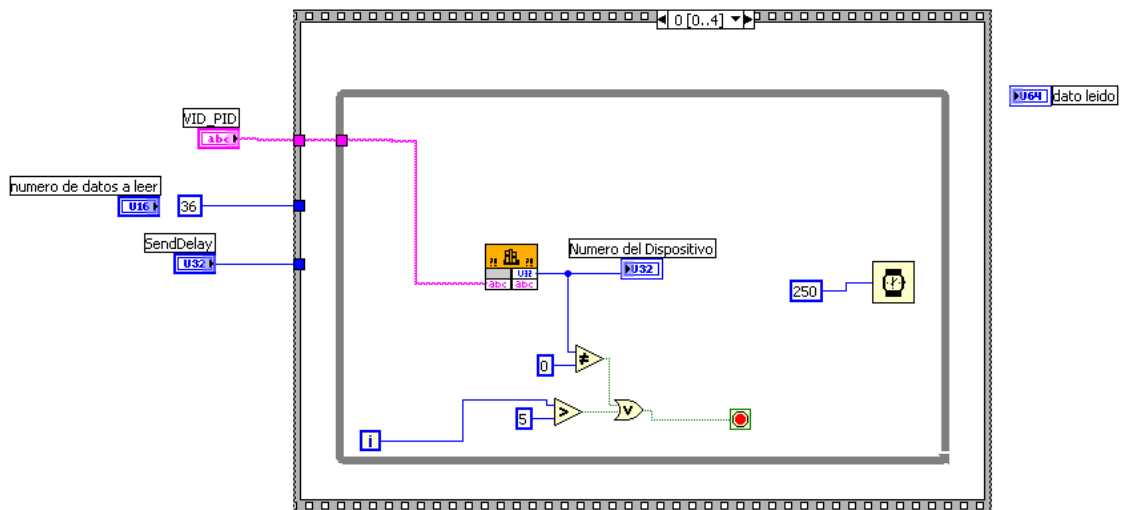 0 [0..4]
U64 dato leido
VID_PID
abc
numero de datos a leer
U16 36
SendDelay
U32
?! ?!
U32
abc abc
Numero del Dispositivo
U32
250
0
≠
5
>
V
i